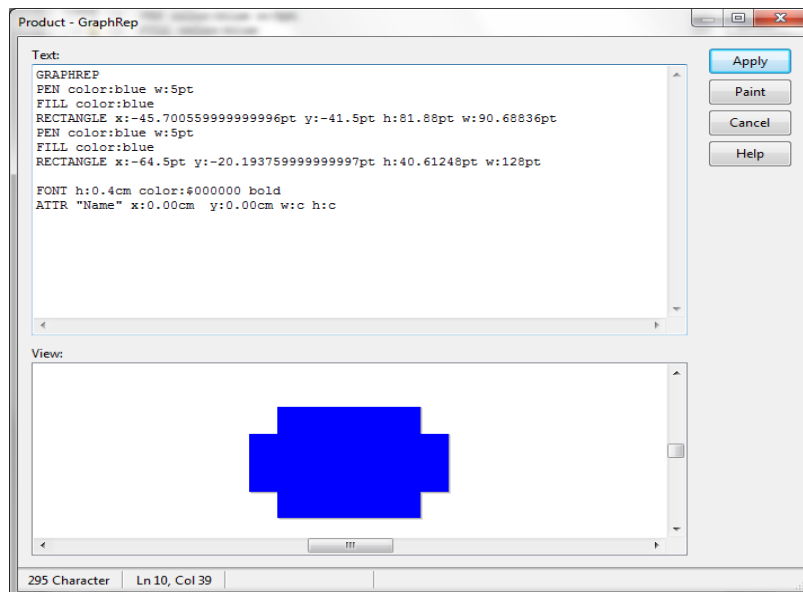 Product - GraphRep
Text:
GRAPHREP
PEN color:blue w:5pt
FILL color:blue
RECTANGLE x:-45.700559999999996pt y:-41.5pt h:81.88pt w:90.68836pt
PEN color:blue w:5pt
FILL color:blue
RECTANGLE x:-64.5pt y:-20.193759999999997pt h:40.61248pt w:128pt
FONT h:0.4cm color:$000000 bold
ATTR "Name" x:0.00cm  y:0.00cm w:c h:c
Apply
Paint
Cancel
Help
View:
295 Character
Ln 10, Col 39